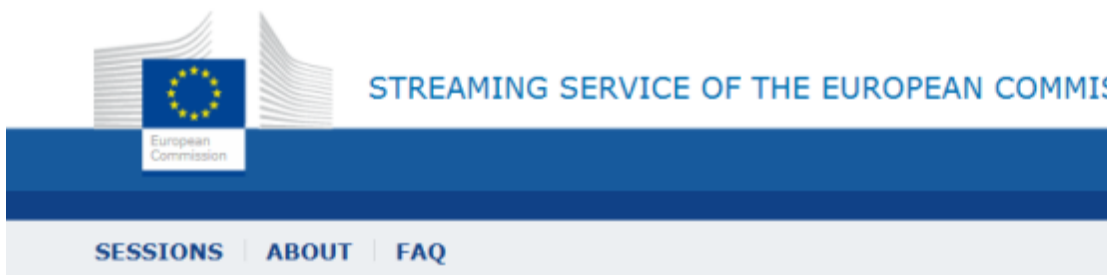 STREAMING SERVICE OF THE EUROPEAN COMMIS
European
Commission
SESSIONS ABOUT FAQ